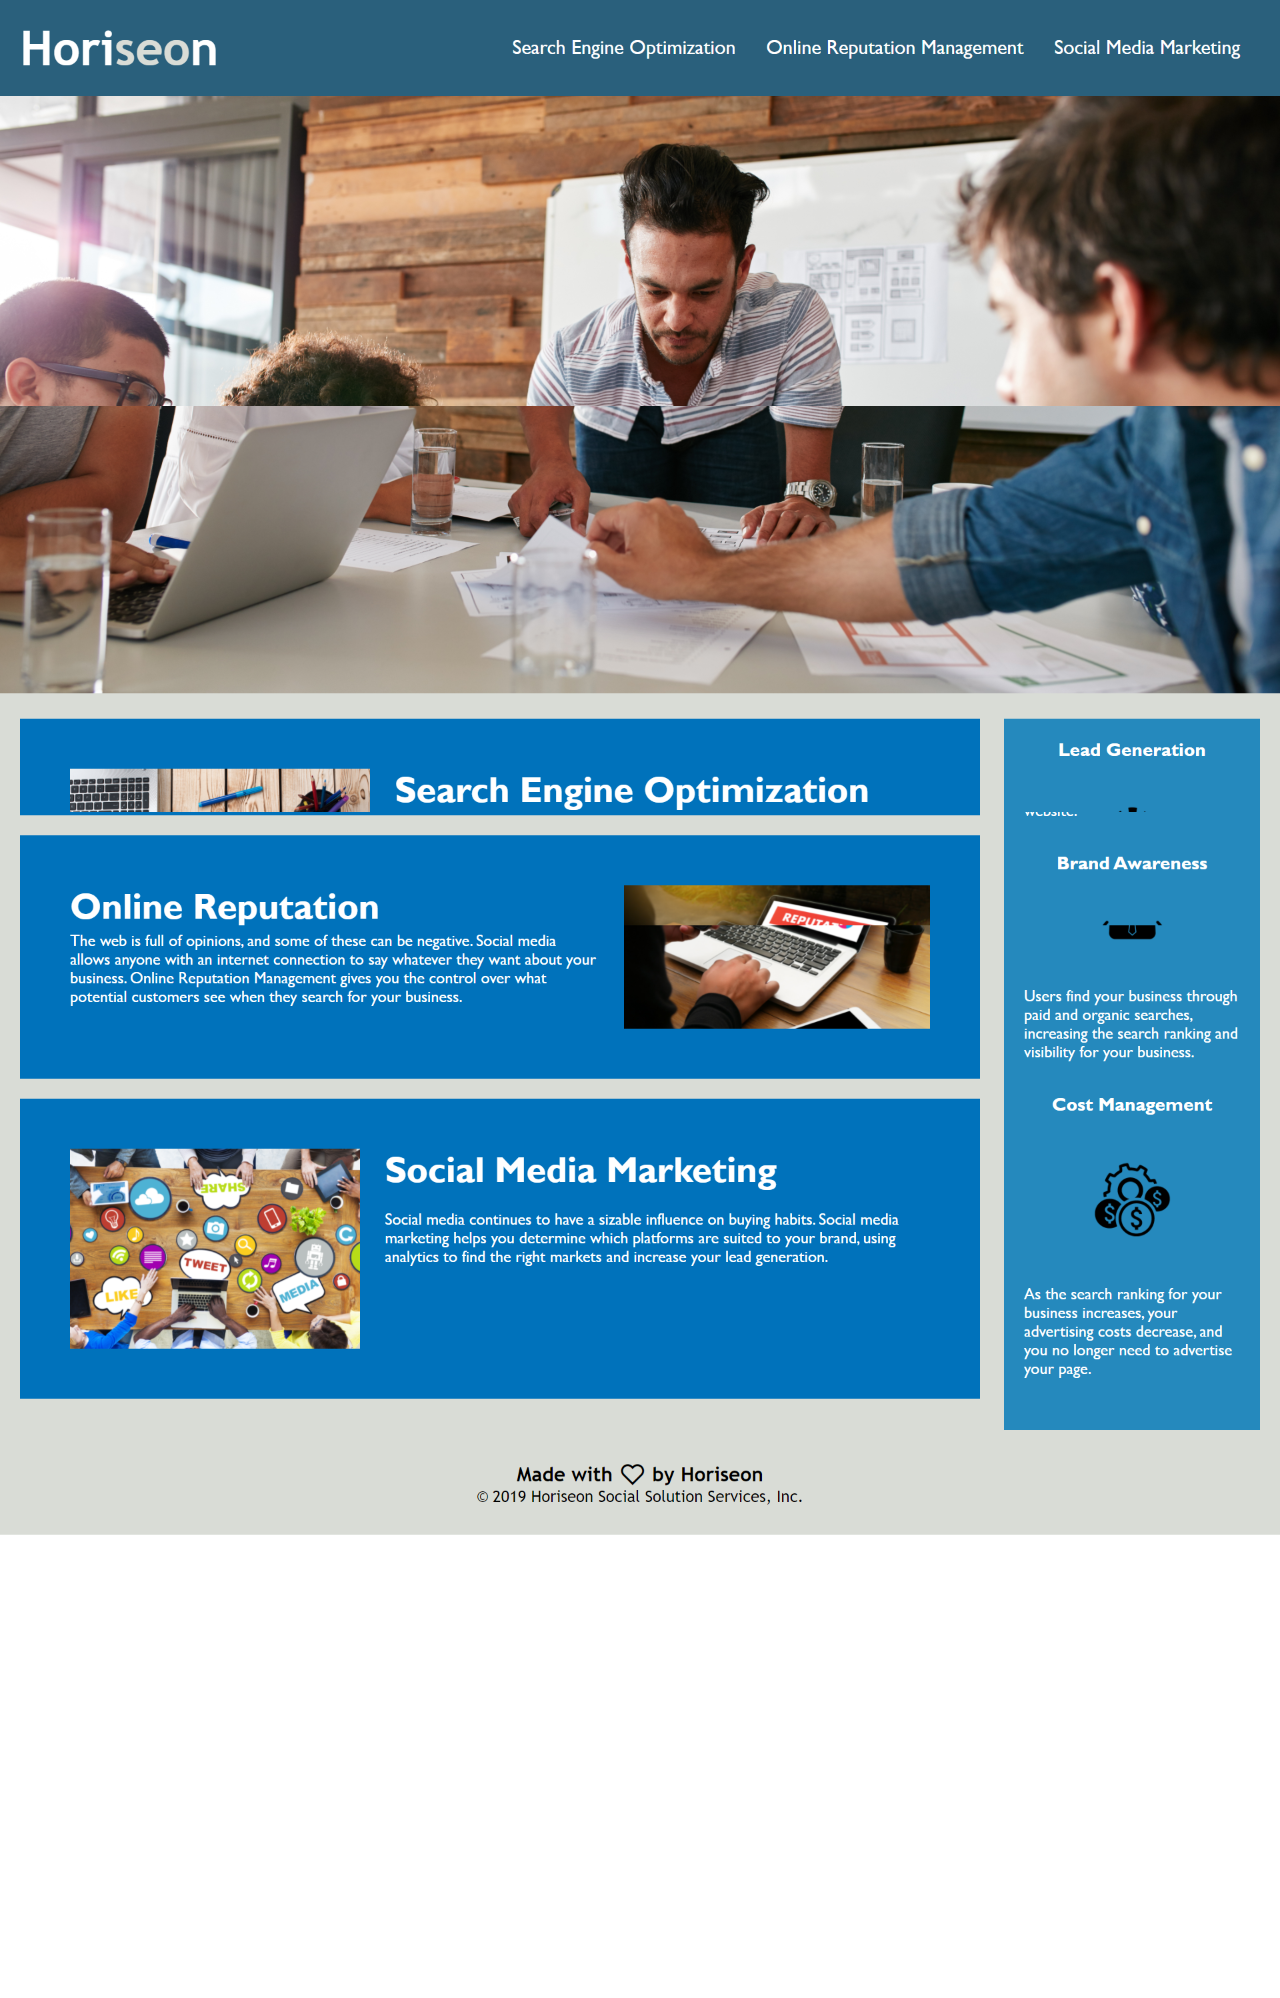 Horiseon
Search Engine Optimization
Online Reputation Management
Social Media Marketing
Search Engine Optimization
Online Reputation
REPUTA
The web is full of opinions, and some of these can be negative. Social media
allows anyone with an internet connection to say whatever they want about your
business. Online Reputation Management gives you the control over what
potential customers see when they search for your business.
Social Media Marketing
SHARE
TWEET
LIKE
MEDIA
Social media continues to have a sizable influence on buying habits. Social media
marketing helps you determine which platforms are suited to your brand, using
analytics to find the right markets and increase your lead generation.
Lead Generation
website.
Brand Awareness
Users find your business through
paid and organic searches,
increasing the search ranking and
visibility for your business.
Cost Management
As the search ranking for your
business increases, your
advertising costs decrease, and
you no longer need to advertise
your page.
Made with ♡ by Horiseon
© 2019 Horiseon Social Solution Services, Inc.